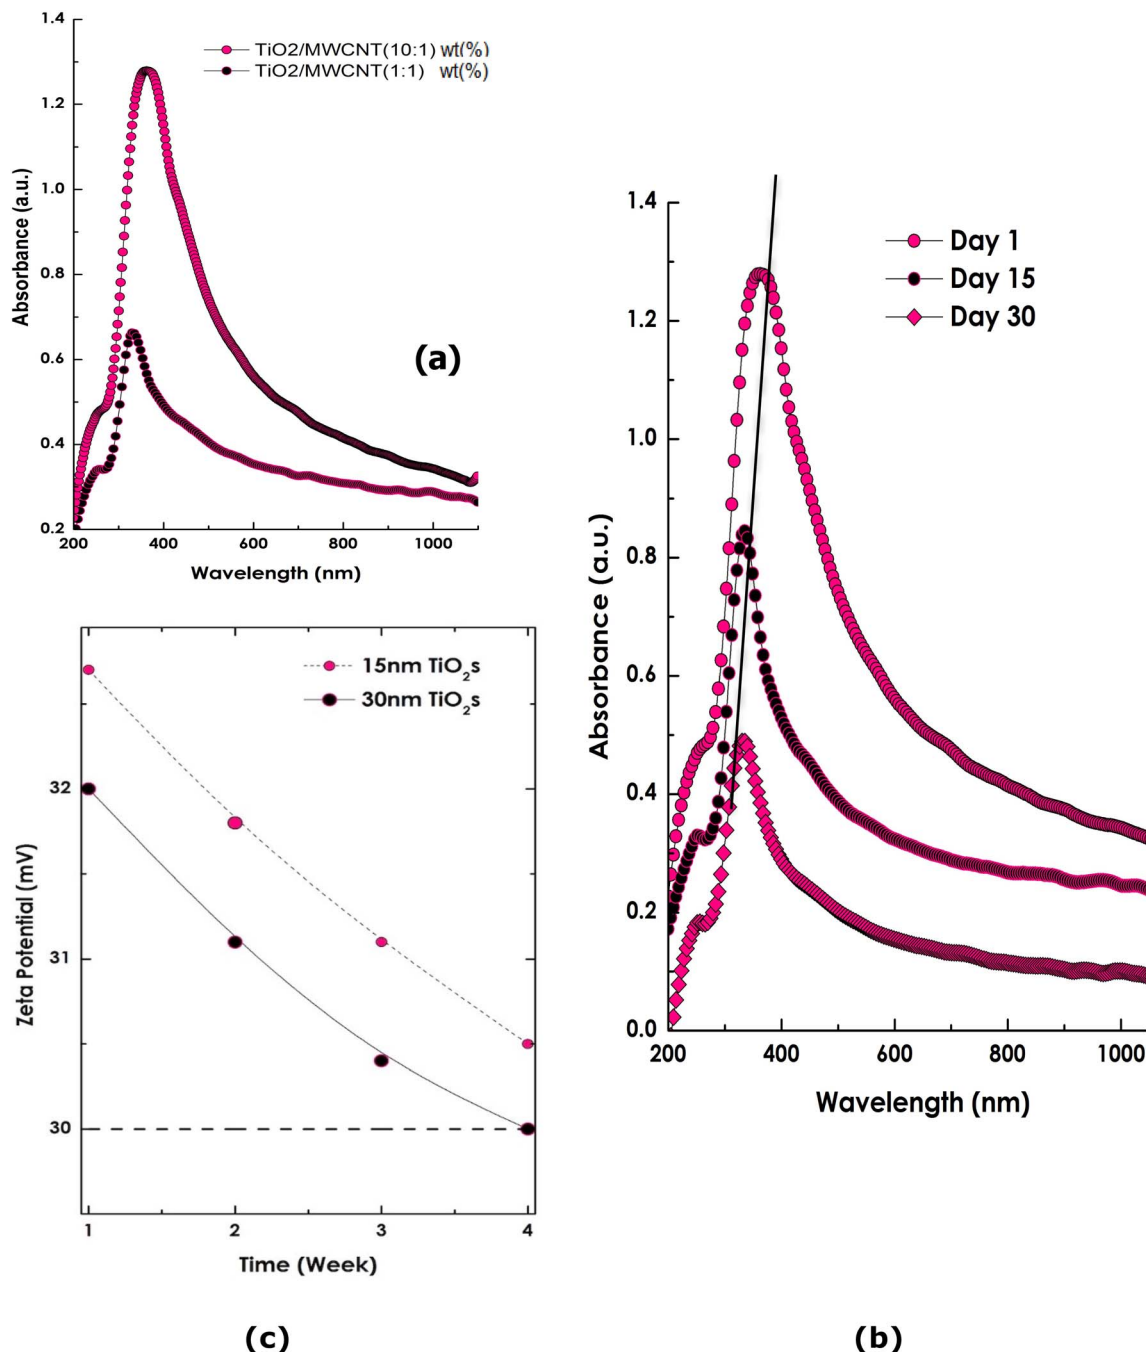 TiO2/MWCNT(10:1) wt(%)
TiO2/MWCNT(1:1) wt(%)
1.4
1.2
1.0
0.8
0.6
0.4
0.2
Absorbance (a.u.)
(a)
200 400 600 800 1000
Wavelength (nm)
Day 1
Day 15
Day 30
1.4
1.2
1.0
0.8
0.6
0.4
0.2
0.0
Absorbance (a.u.)
200 400 600 800 1000
Wavelength (nm)
15nm TiO2s
30nm TiO2s
32
31
30
Zeta Potential (mV)
1 2 3 4
Time (Week)
(c)
(b)